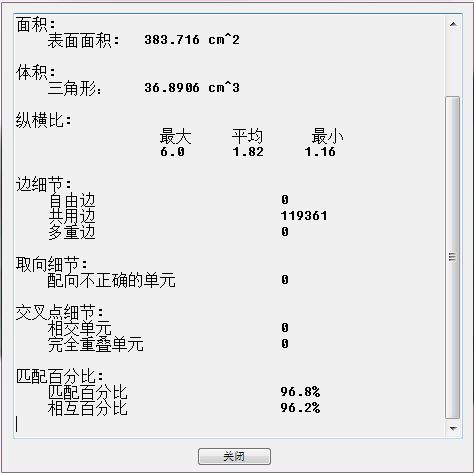 面积:
表面面积: 383.716 cm^2
体积:
三角形: 36.8906 cm^3
纵横比:
最大 平均 最小
6.0 1.82 1.16
边细节:
自由边 0
共用边 119361
多重边 0
取向细节:
配向不正确的单元 0
交叉点细节:
相交单元 0
完全重叠单元 0
匹配百分比:
匹配百分比 96.8%
相互百分比 96.2%
关闭